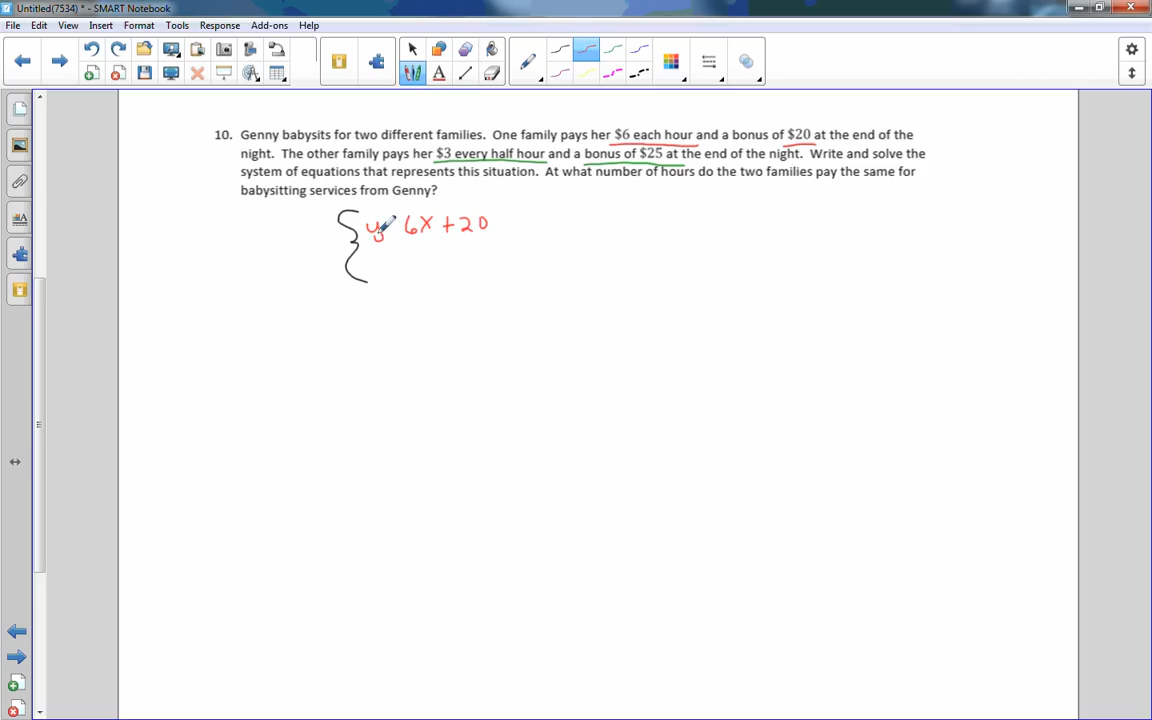 Untitled(7534) * - SMART Notebook
File Edit View Insert Format Tools Response Add-ons Help
10. Genny babysits for two different families. One family pays her $6 each hour and a bonus of $20 at the end of the
night. The other family pays her $3 every half hour and a bonus of $25 at the end of the night. Write and solve the
system of equations that represents this situation. At what number of hours do the two families pay the same for
babysitting services from Genny?
y 6x + 20